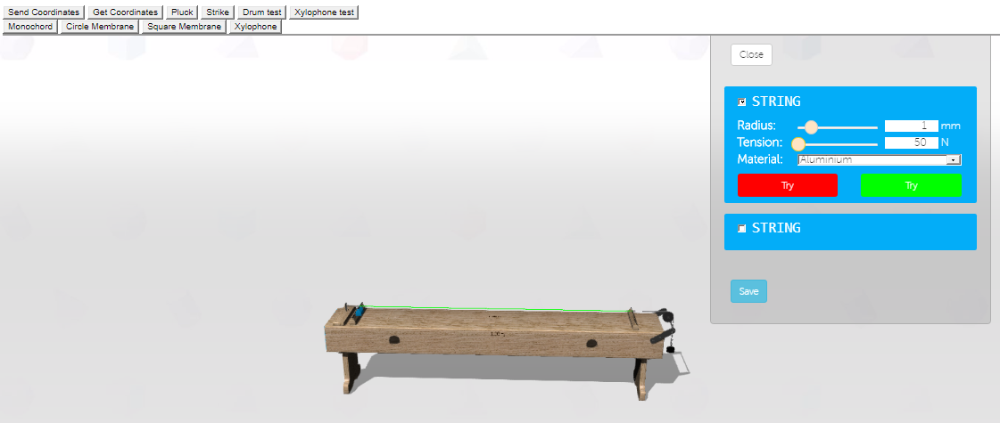 Send Coordinates Get Coordinates Pluck Strike Drum test Xylophone test
Monochord Circle Membrane Square Membrane Xylophone
Close
STRING
Radius: 1 mm
Tension: 50 N
Material: Aluminium
Try Try
STRING
Save